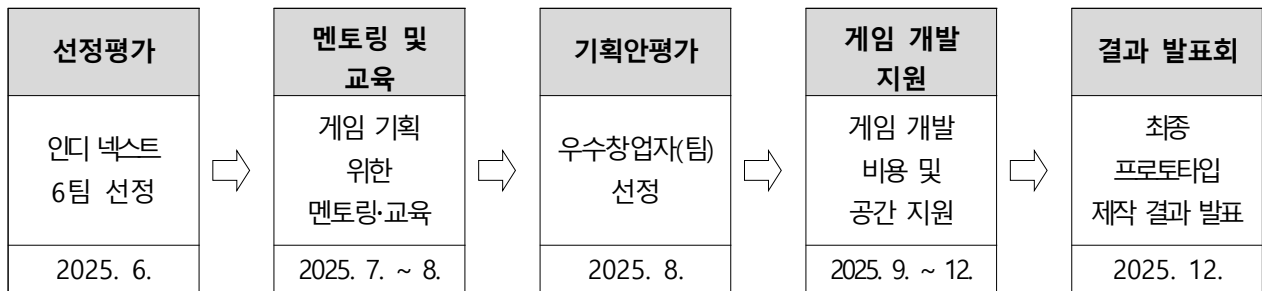 선정평가
인디 넥스트
6팀 선정
2025. 6.
멘토링 및
교육
게임 기획
위한
멘토링·교육
2025. 7. ~ 8.
기획안평가
우수창업자(팀)
선정
2025. 8.
게임 개발
지원
게임 개발
비용 및
공간 지원
2025. 9. ~ 12.
결과 발표회
최종
프로토타입
제작 결과 발표
2025. 12.